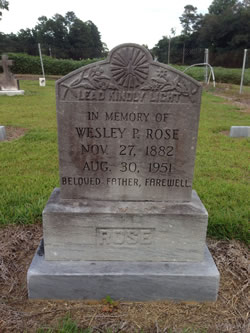 LEAD KINDLY LIGHT
IN MEMORY OF
WESLEY P. ROSE
NOV. 27, 1882
AUG. 30, 1951
BELOVED FATHER, FAREWELL
ROSE